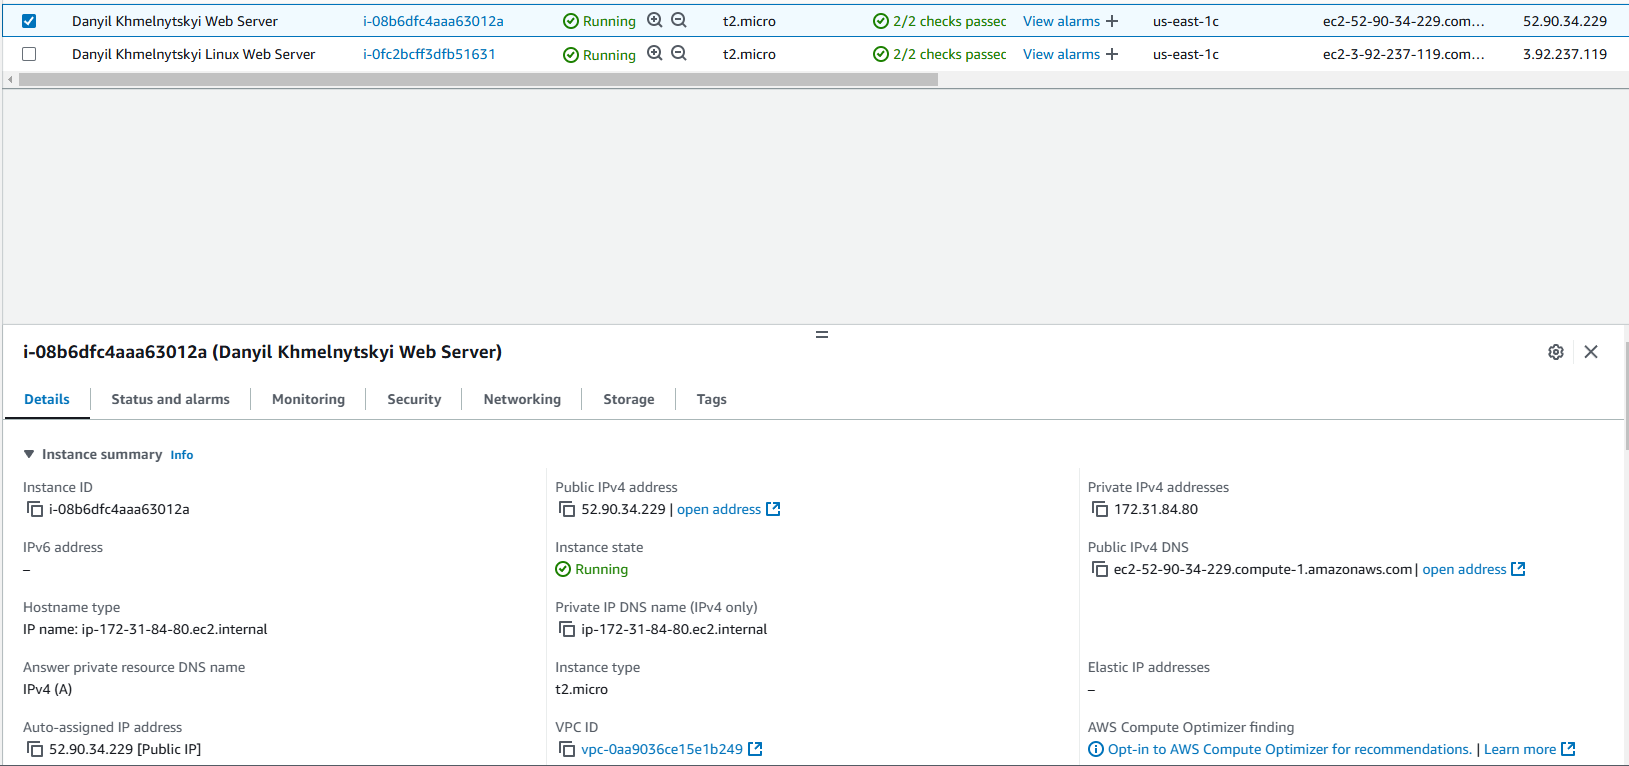 Danyil Khmelnytskyi Web Server i-08b6dfc4aaa63012a Running t2.micro 2/2 checks passec View alarms + us-east-1c ec2-52-90-34-229.com... 52.90.34.229
Danyil Khmelnytskyi Linux Web Server i-0fc2bcff3dfb51631 Running t2.micro 2/2 checks passec View alarms + us-east-1c ec2-3-92-237-119.com... 3.92.237.119
i-08b6dfc4aaa63012a (Danyil Khmelnytskyi Web Server)
Details Status and alarms Monitoring Security Networking Storage Tags
Instance summary Info
Instance ID Public IPv4 address Private IPv4 addresses
i-08b6dfc4aaa63012a 52.90.34.229 | open address 172.31.84.80
IPv6 address Instance state Public IPv4 DNS
– Running ec2-52-90-34-229.compute-1.amazonaws.com | open address
Hostname type Private IP DNS name (IPv4 only)
IP name: ip-172-31-84-80.ec2.internal ip-172-31-84-80.ec2.internal
Answer private resource DNS name Instance type Elastic IP addresses
IPv4 (A) t2.micro –
Auto-assigned IP address VPC ID AWS Compute Optimizer finding
52.90.34.229 [Public IP] vpc-0aa9036ce15e1b249 Opt-in to AWS Compute Optimizer for recommendations. | Learn more